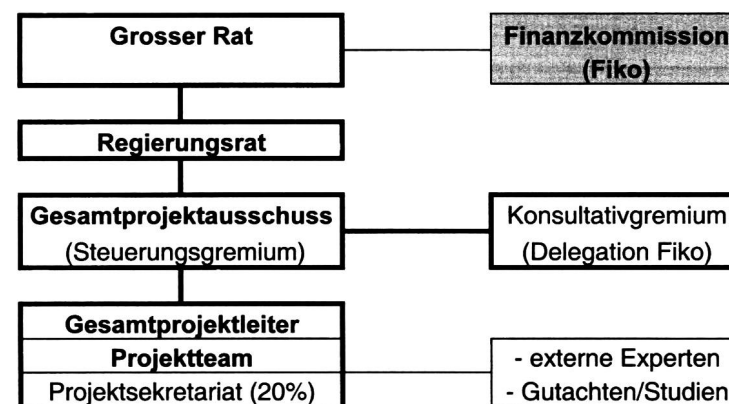 Grosser Rat
Finanzkommission
(Fiko)
Regierungsrat
Gesamtprojektausschuss
(Steuerungsgremium)
Konsultativgremium
(Delegation Fiko)
Gesamtprojektleiter
Projektteam
Projektsekretariat (20%)
- externe Experten
- Gutachten/Studien